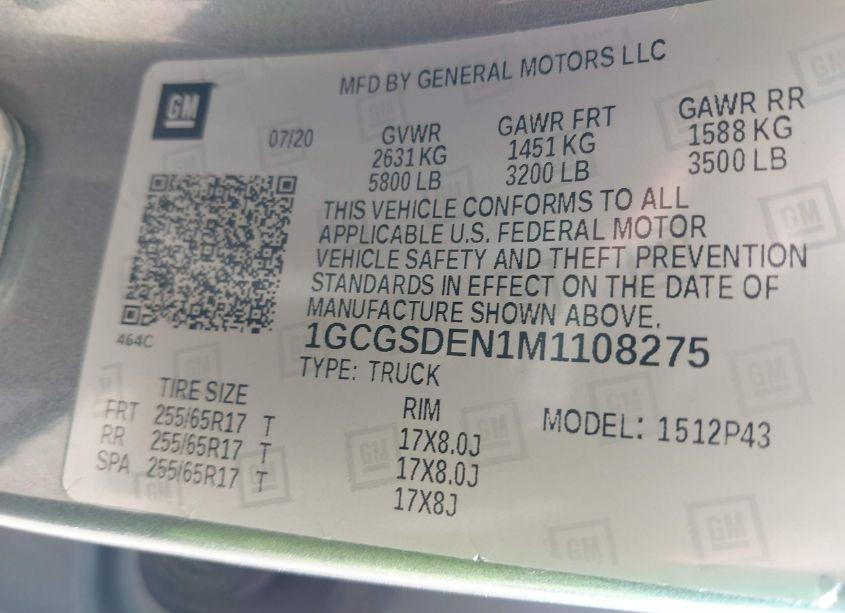 GM
MFD BY GENERAL MOTORS LLC
07/20
GVWR GAWR FRT GAWR RR
2631 KG 1451 KG 1588 KG
5800 LB 3200 LB 3500 LB
THIS VEHICLE CONFORMS TO ALL
APPLICABLE U.S. FEDERAL MOTOR
VEHICLE SAFETY AND THEFT PREVENTION
STANDARDS IN EFFECT ON THE DATE OF
MANUFACTURE SHOWN ABOVE.
464C
1GCGSDEN1M1108275
TYPE: TRUCK
TIRE SIZE RIM MODEL: 1512P43
FRT 255/65R17 T 17X8.0J
RR 255/65R17 T 17X8.0J
SPA 255/65R17 T 17X8J